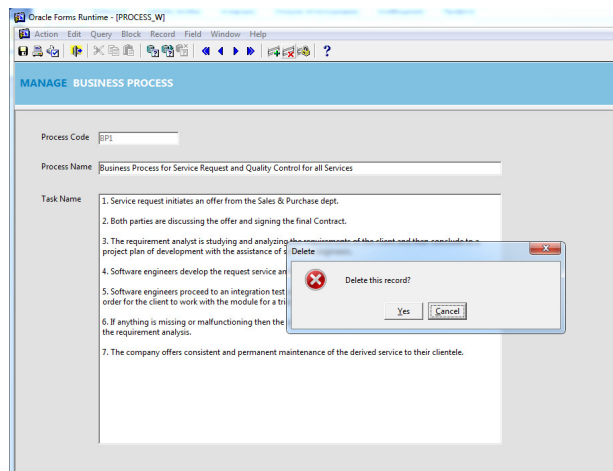 Oracle Forms Runtime - [PROCESS_W]
Action Edit Query Block Record Field Window Help
MANAGE BUSINESS PROCESS
Process Code BP1
Process Name Business Process for Service Request and Quality Control for all Services
Task Name
1. Service request initiates an offer from the Sales & Purchase dept.
2. Both parties are discussing the offer and signing the final Contract.
3. The requirement analyst is studying and analyzing the requirements of the client and then conclude to a
project plan of development with the assistance of
4. Software engineers develop the request service
5. Software engineers proceed to an integration test
order for the client to work with the module for a
6. If anything is missing or malfunctioning then the
the requirement analysis.
7. The company offers consistent and permanent maintenance of the derived service to their clientele.
Delete
Delete this record?
Yes Cancel